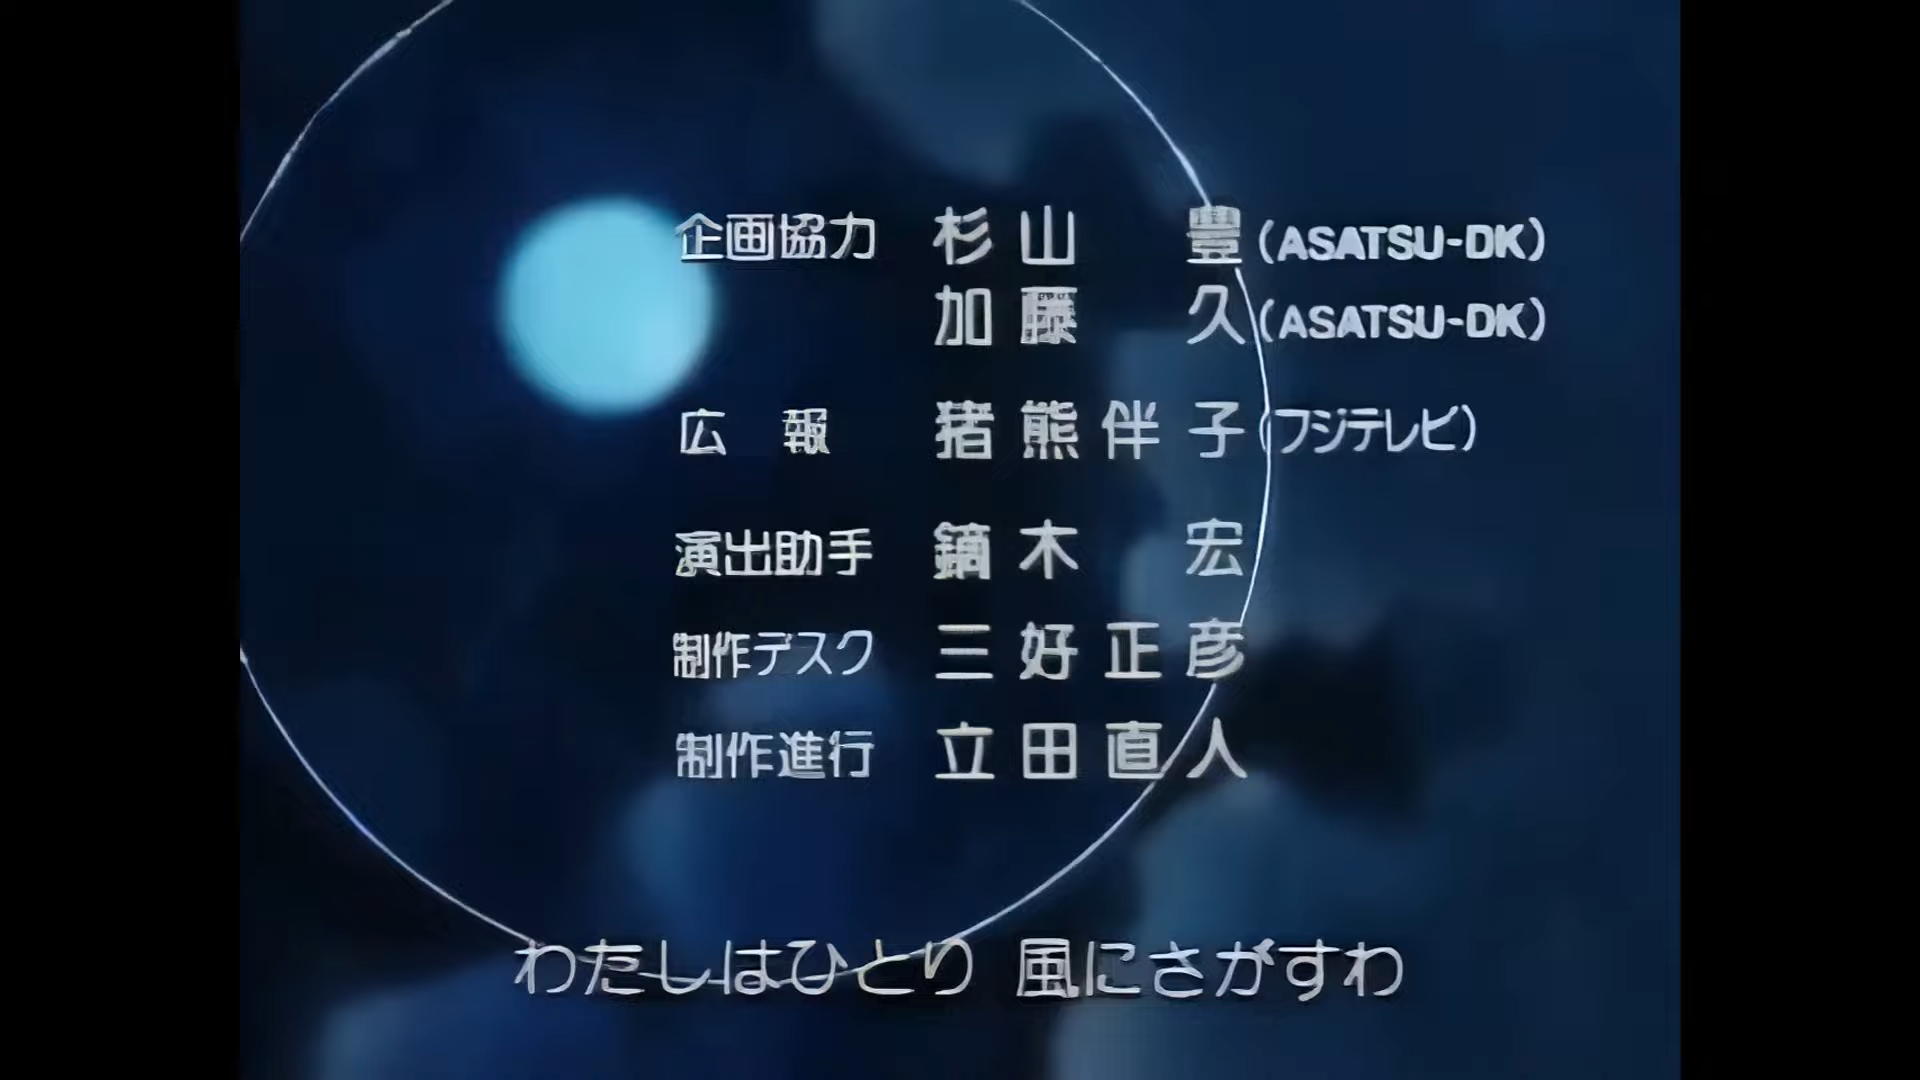 企画協力 杉山 豊(ASATSU-DK)
加藤 久(ASATSU-DK)
広 報 猪熊伴子(フジテレビ)
演出助手 鏑木 宏
制作デスク 三好正彦
制作進行 立田直人
わたしはひとり 風にさがすわ